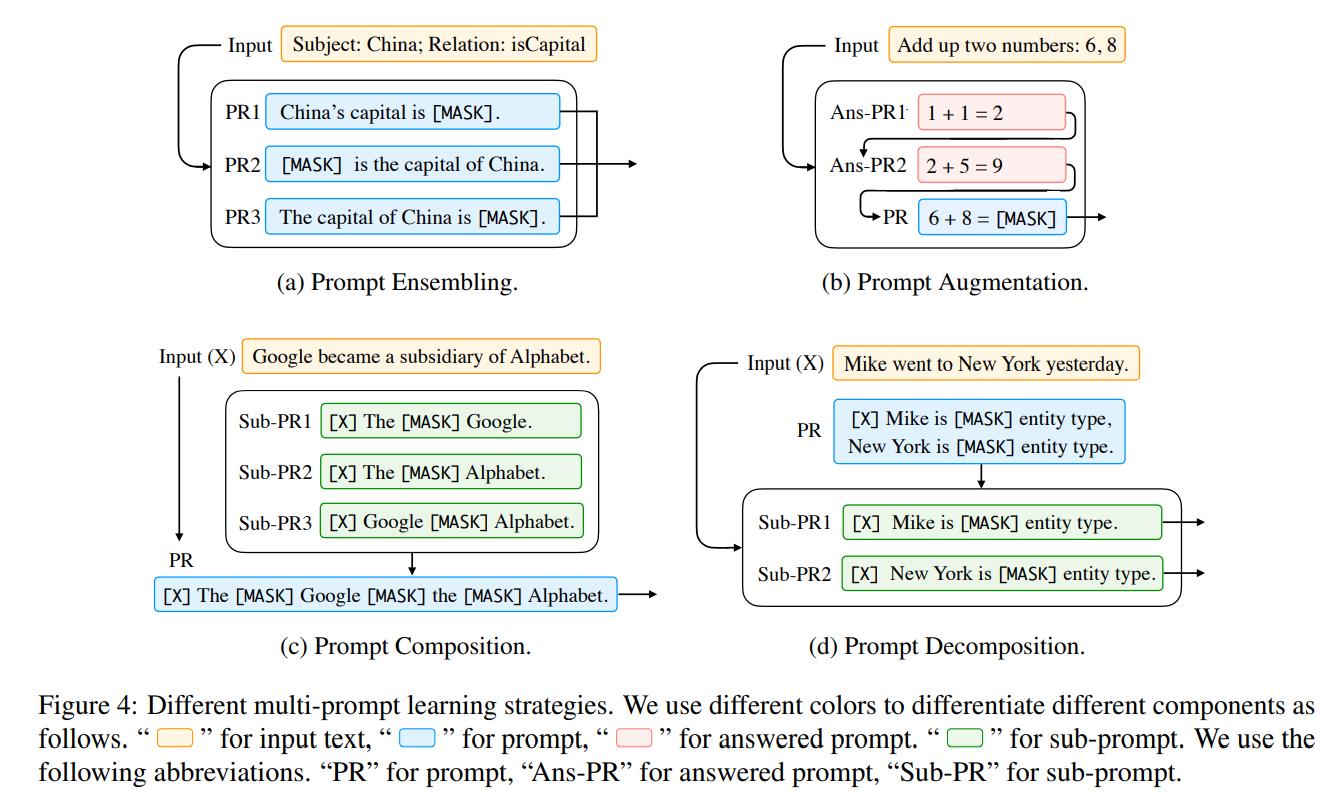 Input Subject: China; Relation: isCapital
PR1 China's capital is [MASK].
PR2 [MASK] is the capital of China.
PR3 The capital of China is [MASK].
(a) Prompt Ensembling.
Input Add up two numbers: 6, 8
Ans-PR1 1 + 1 = 2
Ans-PR2 2 + 5 = 9
PR 6 + 8 = [MASK]
(b) Prompt Augmentation.
Input (X) Google became a subsidiary of Alphabet.
Sub-PR1 [X] The [MASK] Google.
Sub-PR2 [X] The [MASK] Alphabet.
Sub-PR3 [X] Google [MASK] Alphabet.
PR
[X] The [MASK] Google [MASK] the [MASK] Alphabet.
(c) Prompt Composition.
Input (X) Mike went to New York yesterday.
PR [X] Mike is [MASK] entity type,
New York is [MASK] entity type.
Sub-PR1 [X] Mike is [MASK] entity type.
Sub-PR2 [X] New York is [MASK] entity type.
(d) Prompt Decomposition.
Figure 4: Different multi-prompt learning strategies. We use different colors to differentiate different components as
follows. “ ” for input text, “ ” for prompt, “ ” for answered prompt. “ ” for sub-prompt. We use the
following abbreviations. “PR” for prompt, “Ans-PR” for answered prompt, “Sub-PR” for sub-prompt.